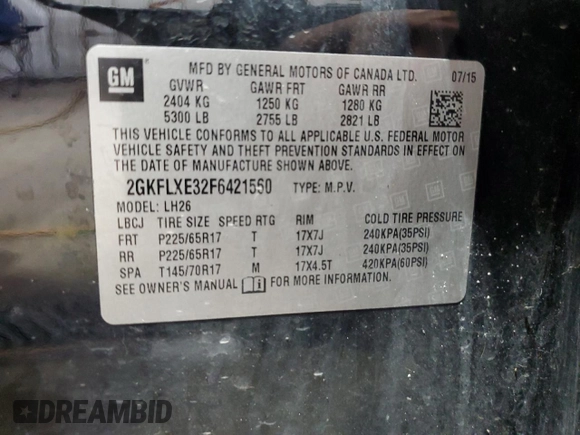 GM
MFD BY GENERAL MOTORS OF CANADA LTD. 07/15
GVWR GAWR FRT GAWR RR
2404 KG 1250 KG 1280 KG
5300 LB 2755 LB 2821 LB
THIS VEHICLE CONFORMS TO ALL APPLICABLE U.S. FEDERAL MOTOR
VEHICLE SAFETY AND THEFT PREVENTION STANDARDS IN EFFECT ON
THE DATE OF MANUFACTURE SHOWN ABOVE.
2GKFLXE32F6421560 TYPE: M.P.V.
MODEL: LH26
LBCJ TIRE SIZE SPEED RTG RIM COLD TIRE PRESSURE
FRT P225/65R17 T 17X7J 240KPA(35PSI)
RR P225/65R17 T 17X7J 240KPA(35PSI)
SPA T145/70R17 M 17X4.5T 420KPA(60PSI)
SEE OWNER'S MANUAL FOR MORE INFORMATION.
DREAMBID